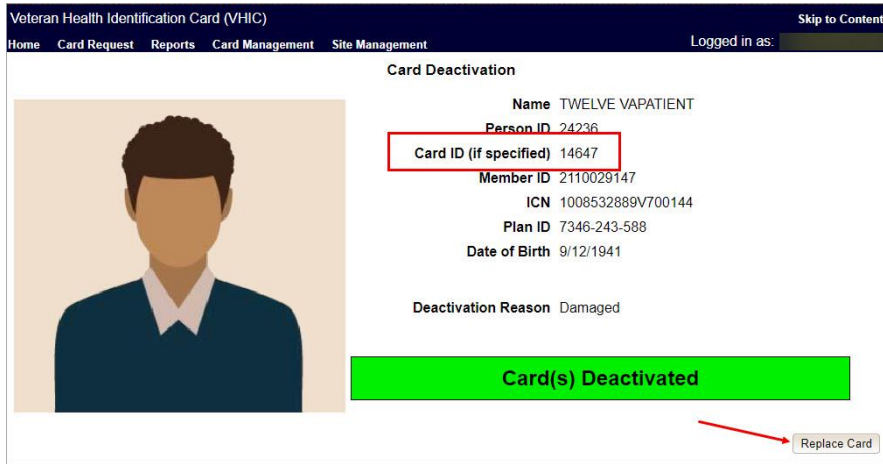 Veteran Health Identification Card (VHIC)
Skip to Content
Home Card Request Reports Card Management Site Management
Logged in as:
Card Deactivation
Name TWELVE VAPATIENT
Person ID 24236
Card ID (if specified) 14647
Member ID 2110029147
ICN 1008532889V700144
Plan ID 7346-243-588
Date of Birth 9/12/1941
Deactivation Reason Damaged
Card(s) Deactivated
Replace Card